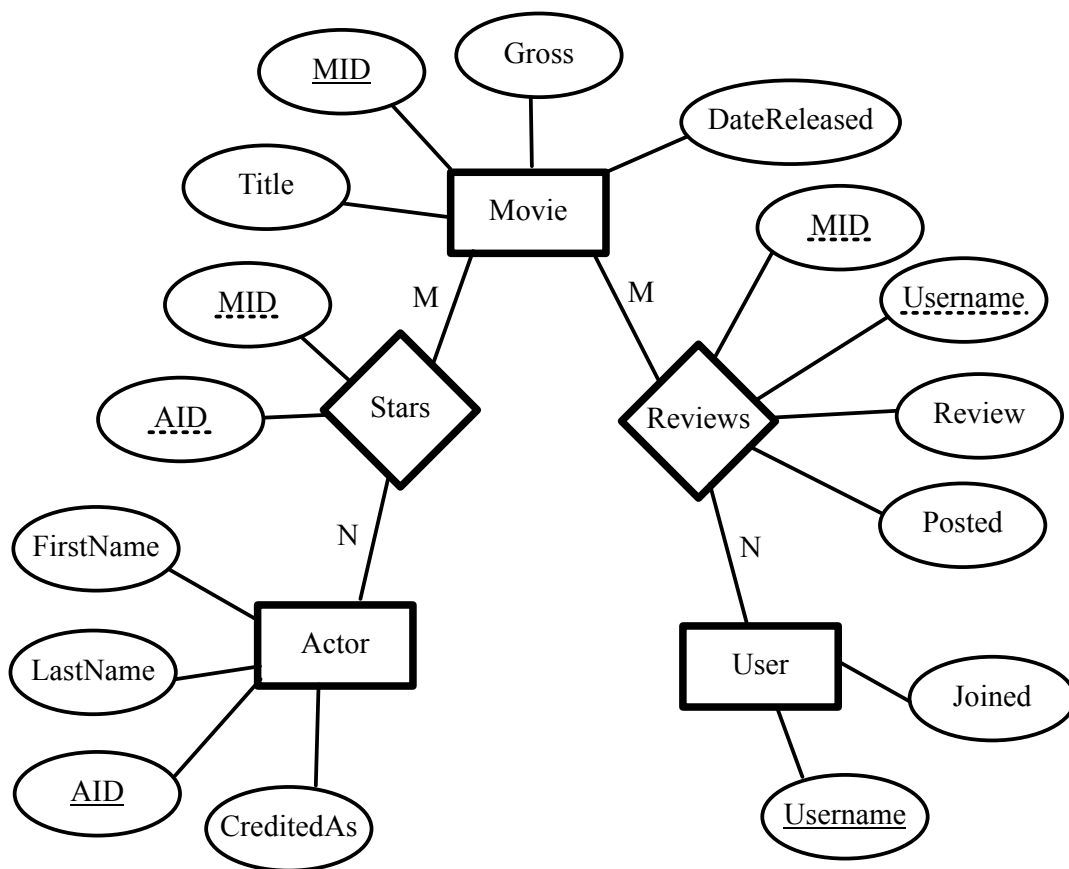 Gross
MID
DateReleased
Title
Movie
MID
Username
MID
M
M
AID
Stars
Reviews
Review
Posted
N
N
FirstName
Actor
User
LastName
Joined
AID
CreditedAs
Username